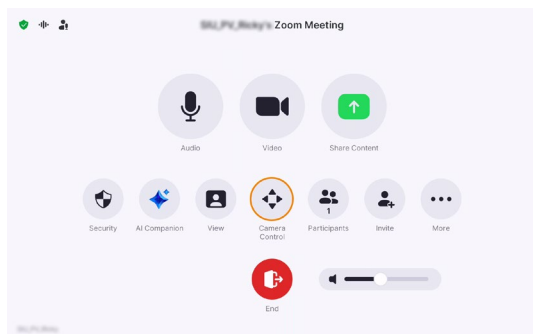 Zoom Meeting
Audio
Video
Share Content
Security
AI Companion
View
Camera
Control
Participants
1
Invite
More
End